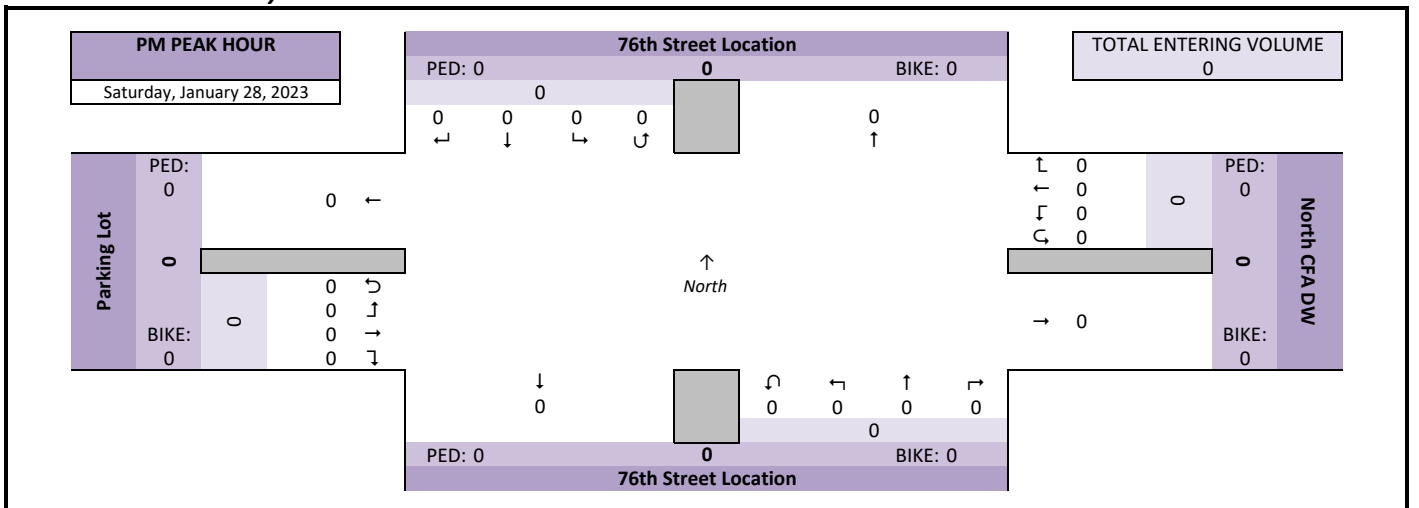 PM PEAK HOUR
Saturday, January 28, 2023
76th Street Location
PED: 0 0 BIKE: 0
0
0 0 0 0
↵ ↓ ↳ ↺
0
↑
TOTAL ENTERING VOLUME
0
Parking Lot
PED:
0
0
BIKE:
0
0
0 ←
0 ⮌
0 ↰
0 →
0 ↴
↑
North
↱ 0
← 0
↲ 0
⮎ 0
0
→ 0
PED:
0
0
BIKE:
0
North CFA DW
↓
0
↶ ↰ ↑ ↱
0 0 0 0
0
PED: 0 0 BIKE: 0
76th Street Location